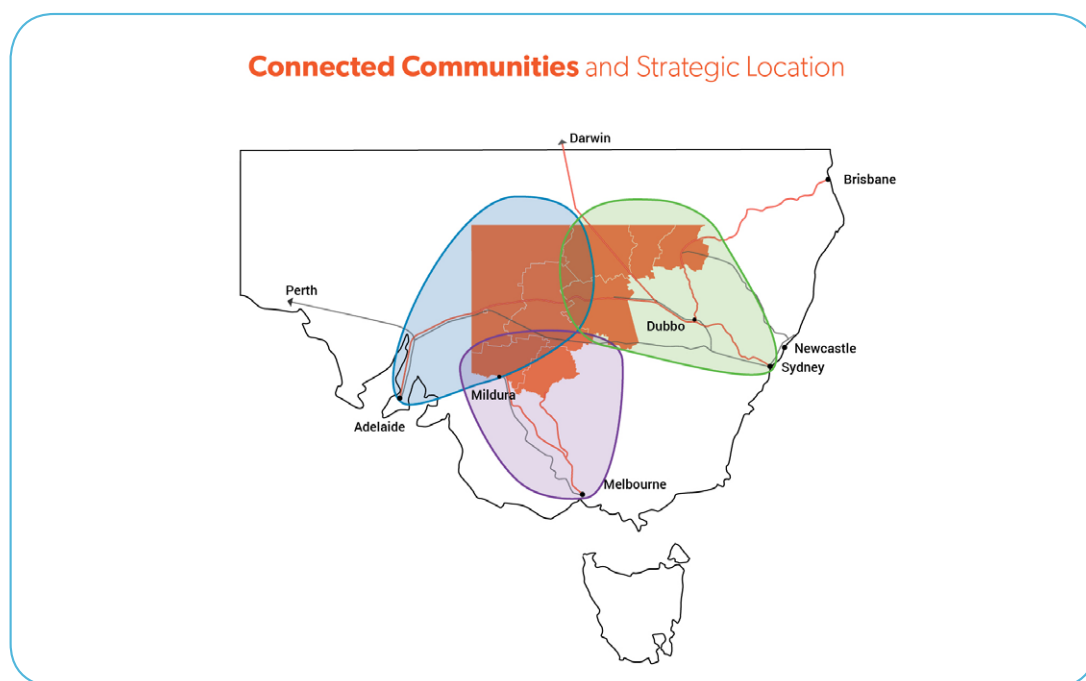 Connected Communities and Strategic Location
Darwin
Brisbane
Perth
Dubbo
Newcastle
Sydney
Mildura
Adelaide
Melbourne